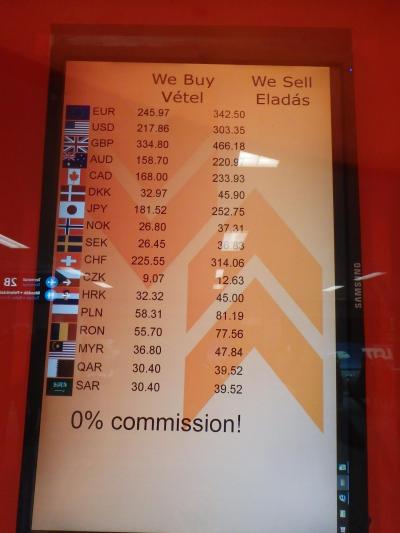 We Buy We Sell
Vétel Eladás
EUR 245.97 342.50
USD 217.86 303.35
GBP 334.80 466.18
AUD 158.70 220.97
CAD 168.00 233.93
DKK 32.97 45.90
JPY 181.52 252.75
NOK 26.80 37.31
SEK 26.45 36.83
CHF 225.55 314.06
CZK 9.07 12.63
HRK 32.32 45.00
PLN 58.31 81.19
RON 55.70 77.56
MYR 36.80 47.84
QAR 30.40 39.52
SAR 30.40 39.52
0% commission!
SAMSUNG
2B